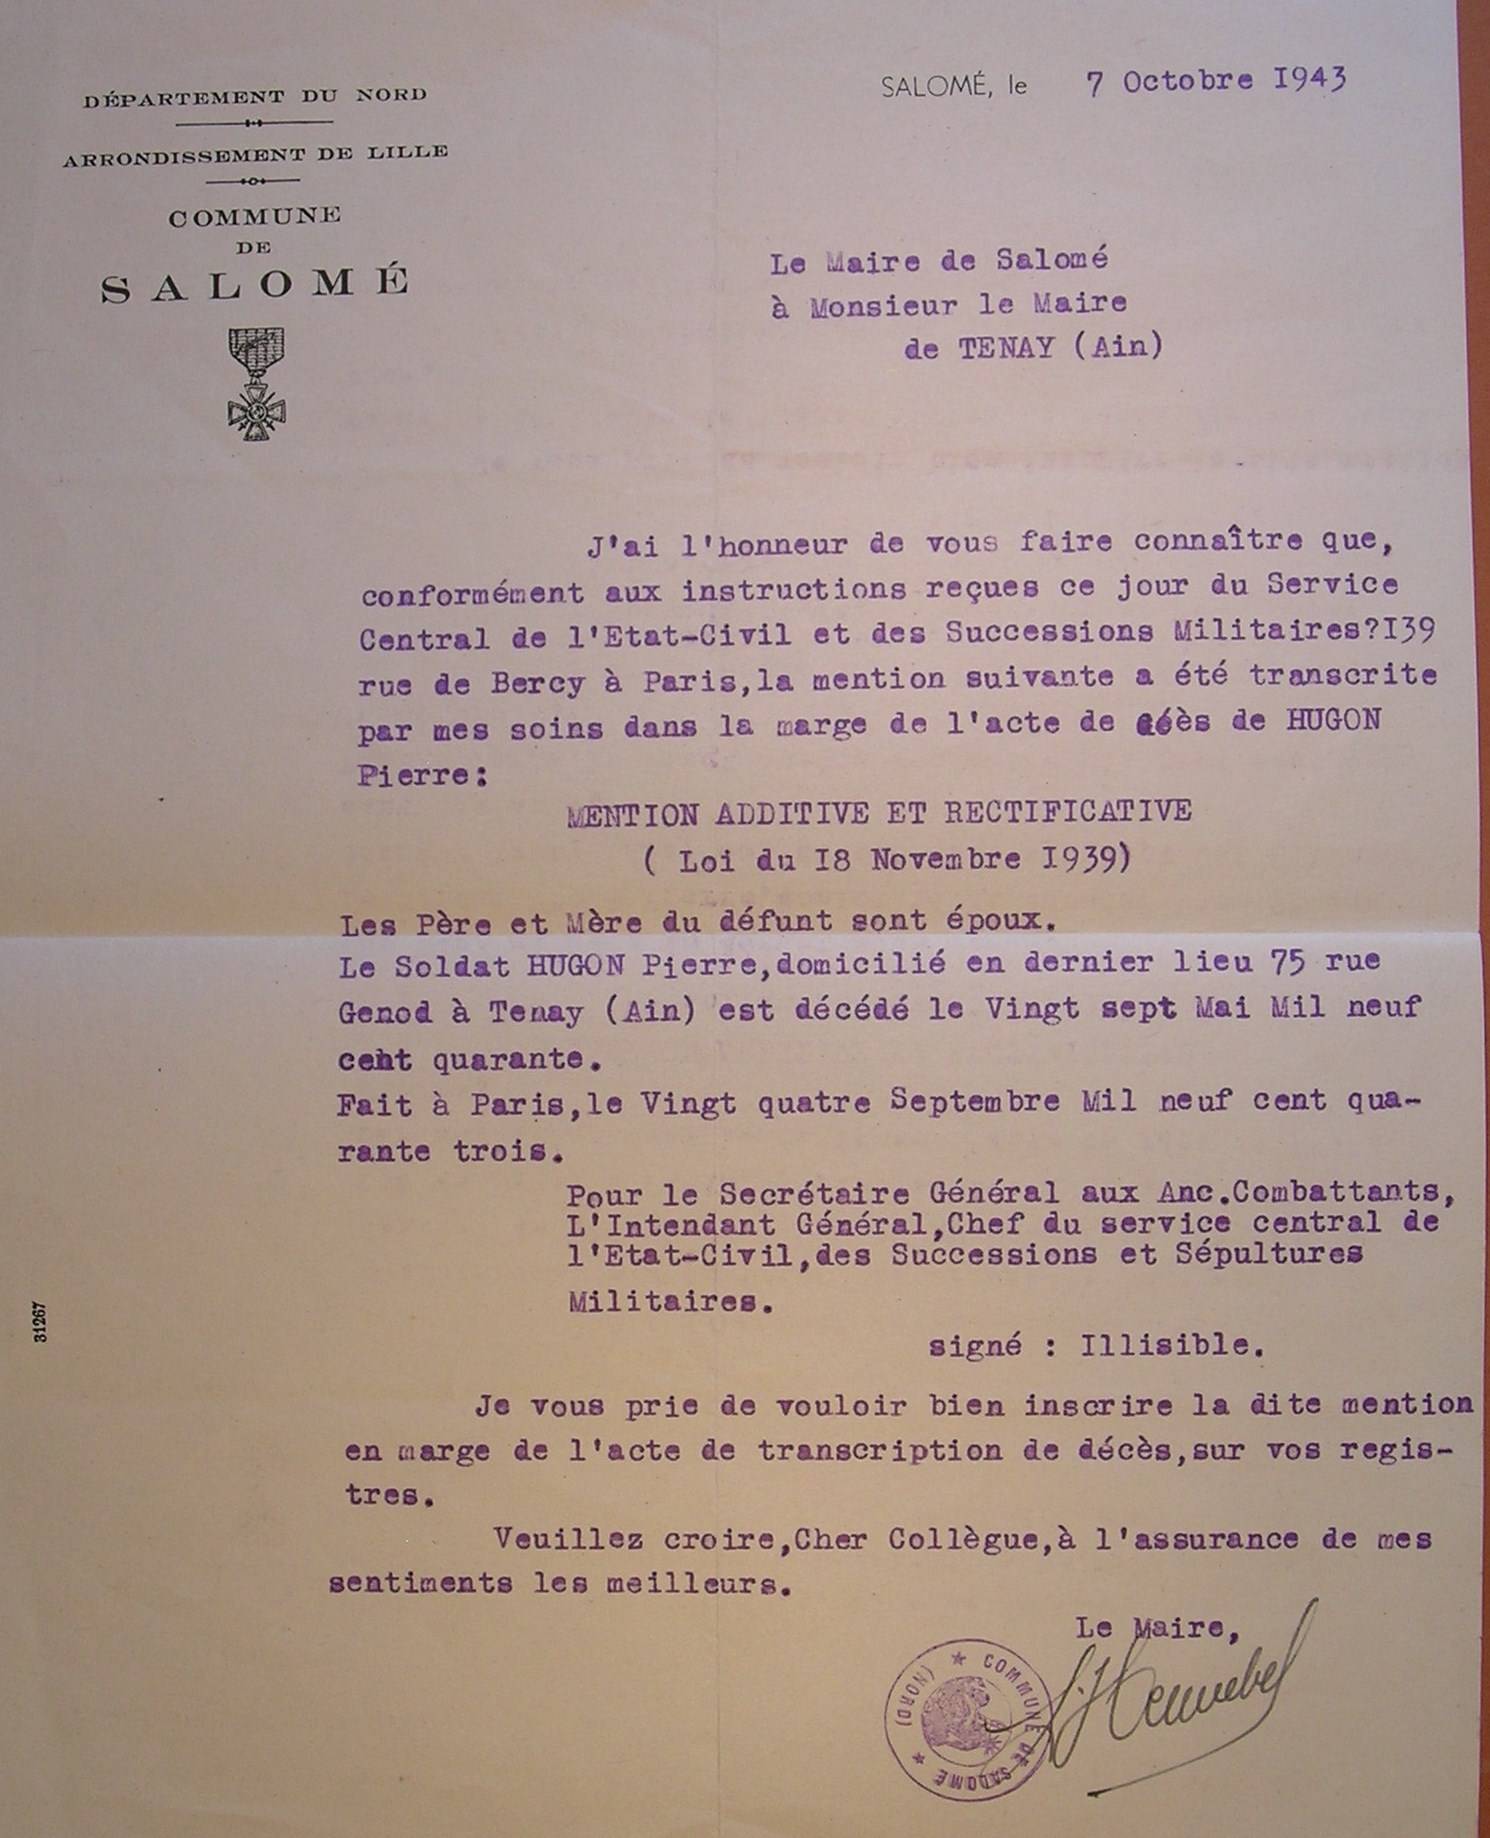 DÉPARTEMENT DU NORD
ARRONDISSEMENT DE LILLE
COMMUNE
DE
SALOMÉ
SALOMÉ, le 7 Octobre I943
Le Maire de Salomé
à Monsieur le Maire
de TENAY (Ain)
J'ai l'honneur de vous faire connaître que,
conformément aux instructions reçues ce jour du Service
Central de l'Etat-Civil et des Successions Militaires?I39
rue de Bercy à Paris,la mention suivante a été transcrite
par mes soins dans la marge de l'acte de de HUGON
Pierre:
MENTION ADDITIVE ET RECTIFICATIVE
( Loi du I8 Novembre I939)
Les Père et Mère du défunt sont époux.
Le Soldat HUGON Pierre,domicilié en dernier lieu 75 rue
Genod à Tenay (Ain) est décédé le Vingt sept Mai Mil neuf
cent quarante.
Fait à Paris,le Vingt quatre Septembre Mil neuf cent qua-
rante trois.
Pour le Secrétaire Général aux Anc.Combattants,
L'Intendant Général,Chef du service central de
l'Etat-Civil,des Successions et Sépultures
Militaires.
signé : Illisible.
Je vous prie de vouloir bien inscrire la dite mention
en marge de l'acte de transcription de décès,sur vos regis-
tres.
Veuillez croire,Cher Collègue,à l'assurance de mes
sentiments les meilleurs.
Le Maire,
COMMUNE DE SALOMÉ (NORD)
31267